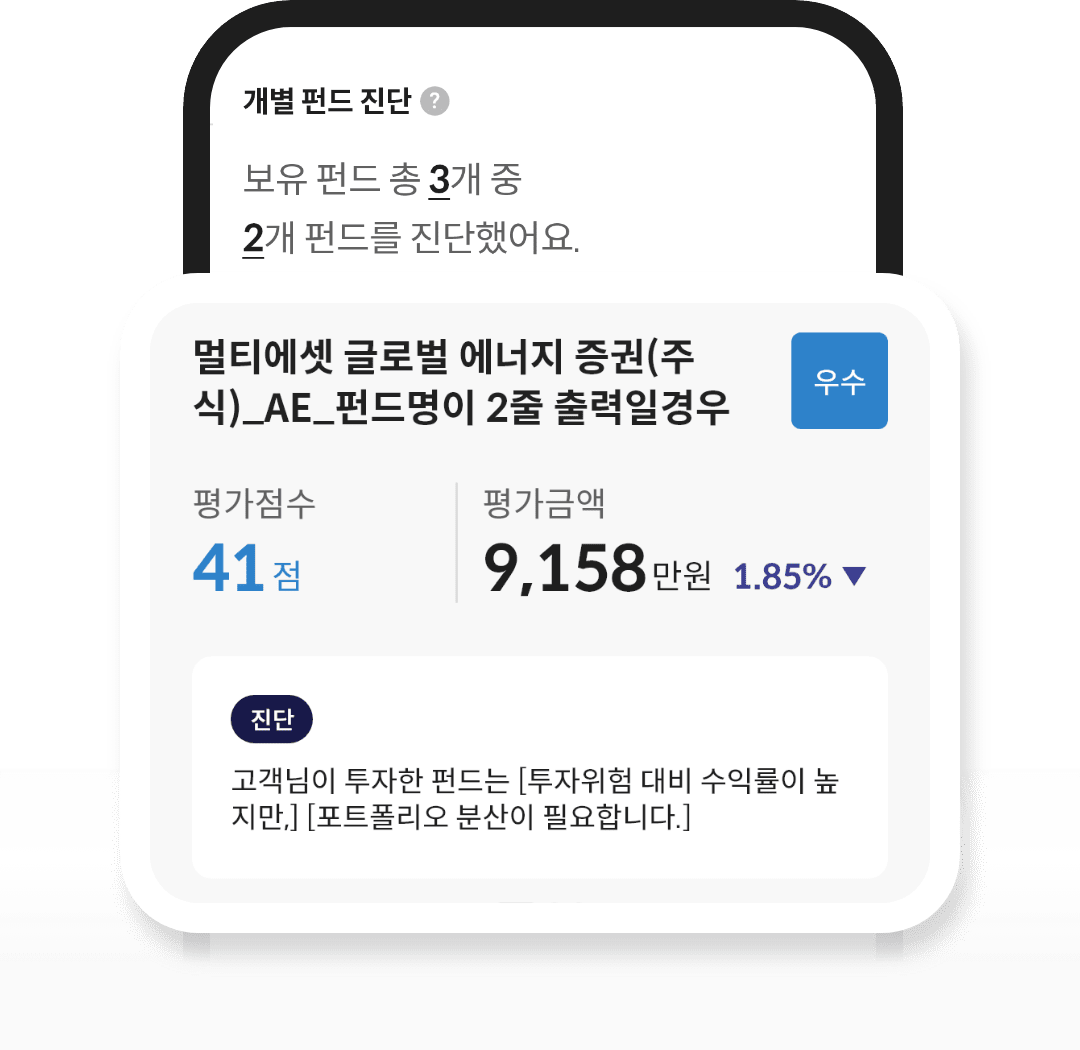 개별 펀드 진단 ?
보유 펀드 총 3개 중
2개 펀드를 진단했어요.
멀티에셋 글로벌 에너지 증권(주
식)_AE_펀드명이 2줄 출력일경우
우수
평가점수
41점
평가금액
9,158만원 1.85% ▼
진단
고객님이 투자한 펀드는 [투자위험 대비 수익률이 높
지만,] [포트폴리오 분산이 필요합니다.]